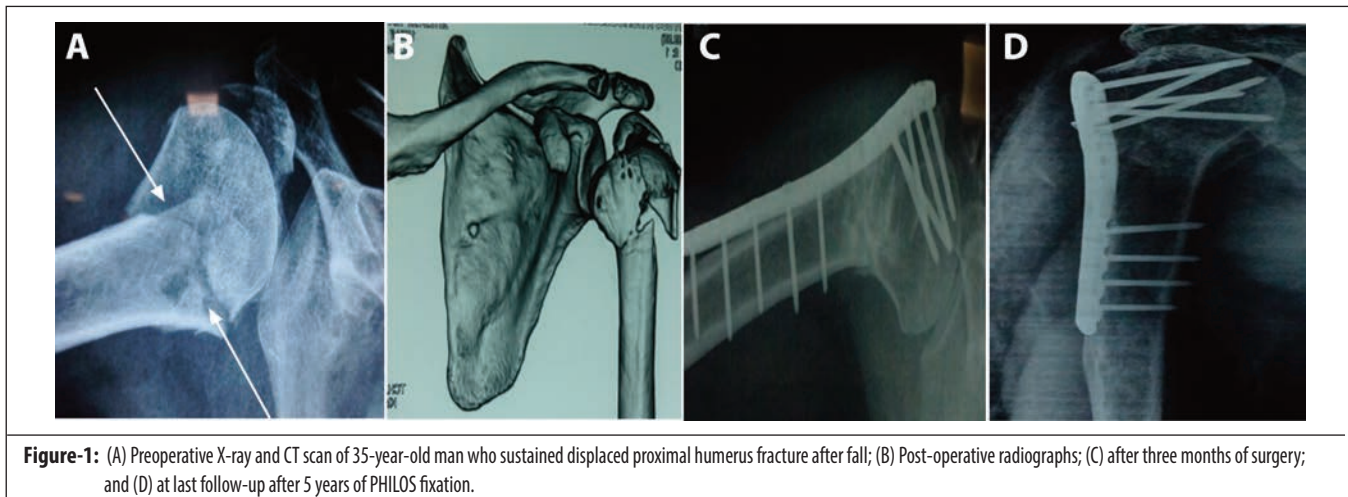 A
B
C
D
Figure-1: (A) Preoperative X-ray and CT scan of 35-year-old man who sustained displaced proximal humerus fracture after fall; (B) Post-operative radiographs; (C) after three months of surgery;
and (D) at last follow-up after 5 years of PHILOS fixation.